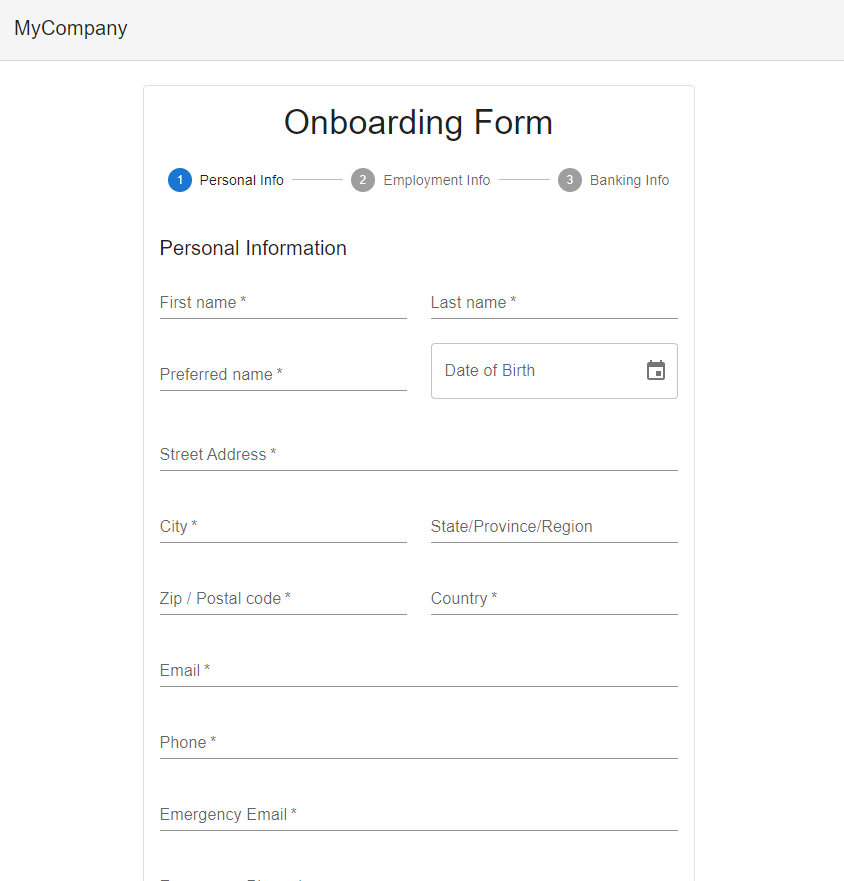 MyCompany
Onboarding Form
1 Personal Info 2 Employment Info 3 Banking Info
Personal Information
First name * Last name *
Preferred name * Date of Birth
Street Address *
City * State/Province/Region
Zip / Postal code * Country *
Email *
Phone *
Emergency Email *